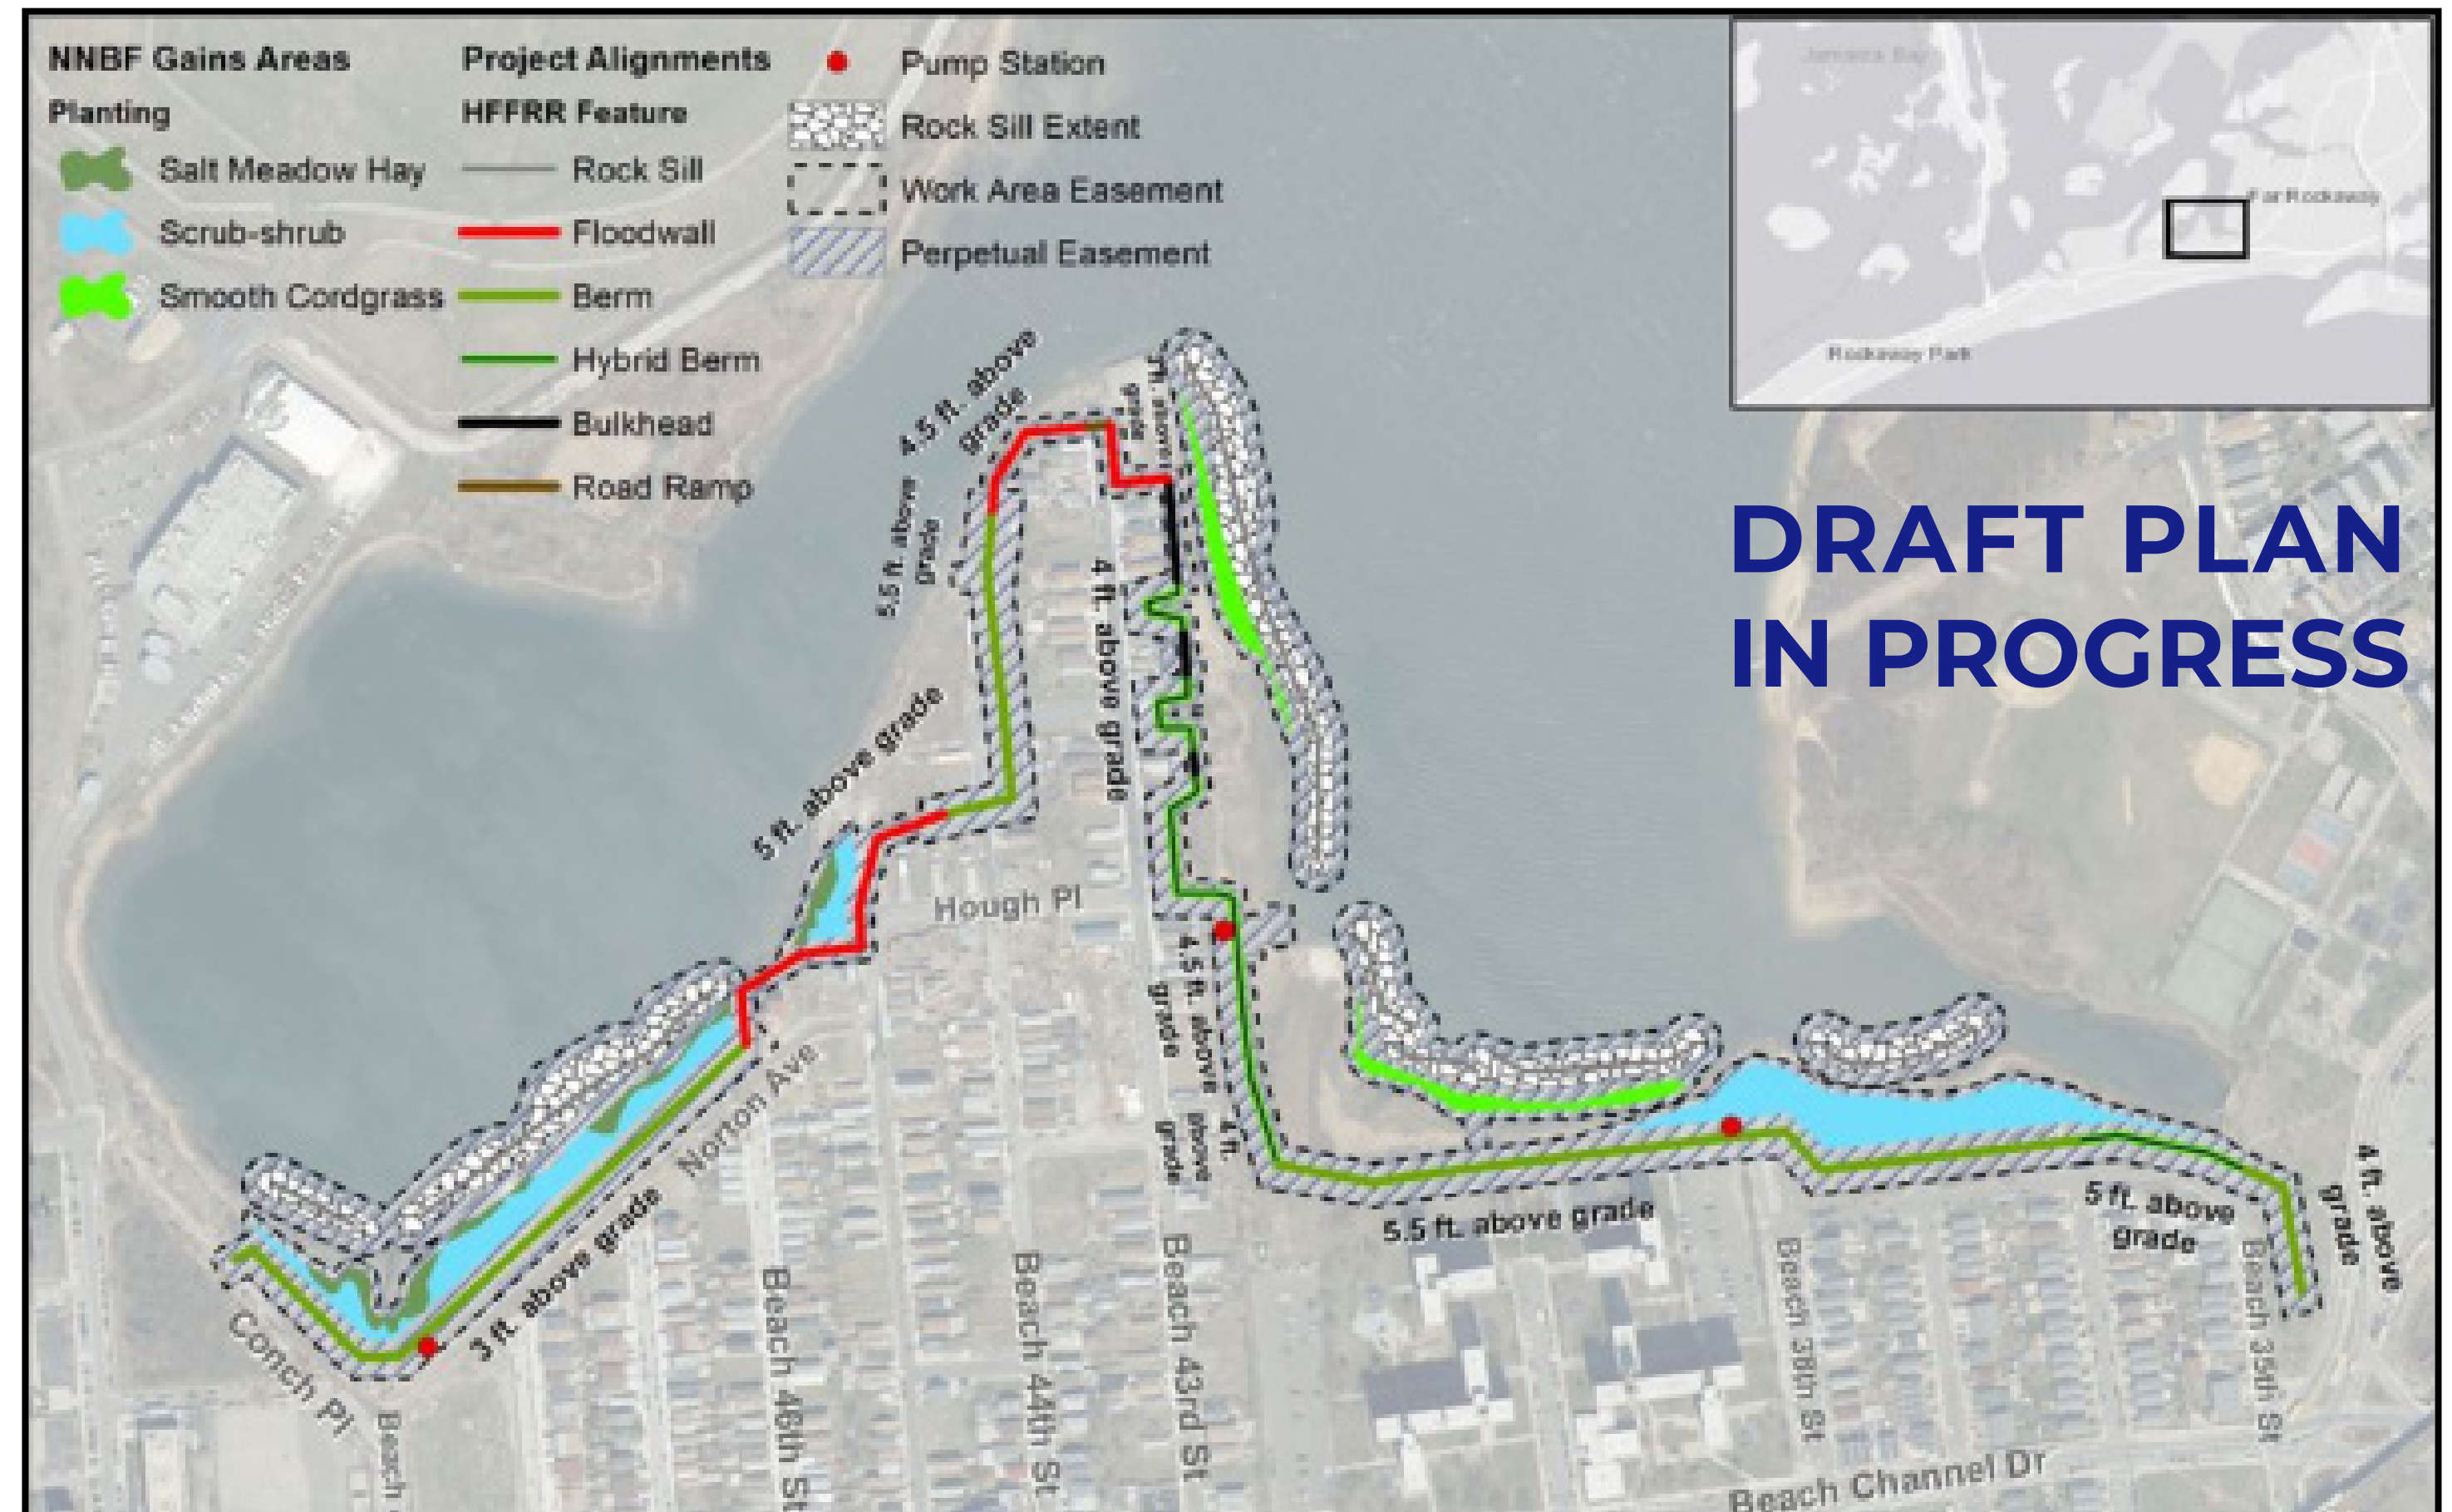 NNBF Gains Areas
Planting
Salt Meadow Hay
Scrub-shrub
Smooth Cordgrass
Project Alignments
HFFRR Feature
Rock Sill
Floodwall
Berm
Hybrid Berm
Bulkhead
Road Ramp
Pump Station
Rock Sill Extent
Work Area Easement
Perpetual Easement
Jamaica Bay
Far Rockaway
Rockaway Park
DRAFT PLAN
IN PROGRESS
4.5 ft. above
grade
7ft. above
grade
5.5 ft. above
grade
4 ft. above grade
5 ft. above grade
Hough Pl
4.5 ft. above
grade
Norton Ave
4 ft.
above
grade
3 ft. above grade
5.5 ft. above grade
5 ft. above
grade
4 ft. above
grade
Conch Pl
Beach
Beach 46th St
Beach 44th St
Beach 43rd St
Beach 38th St
Beach 35th St
Beach Channel Dr